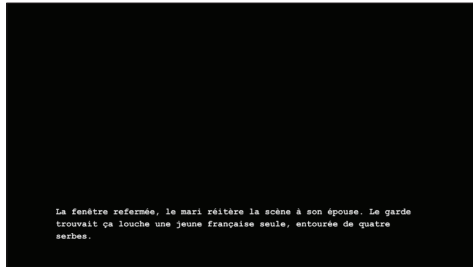 La fenêtre refermée, le mari réitère la scène à son épouse. Le garde
trouvait ça louche une jeune française seule, entourée de quatre
serbes.